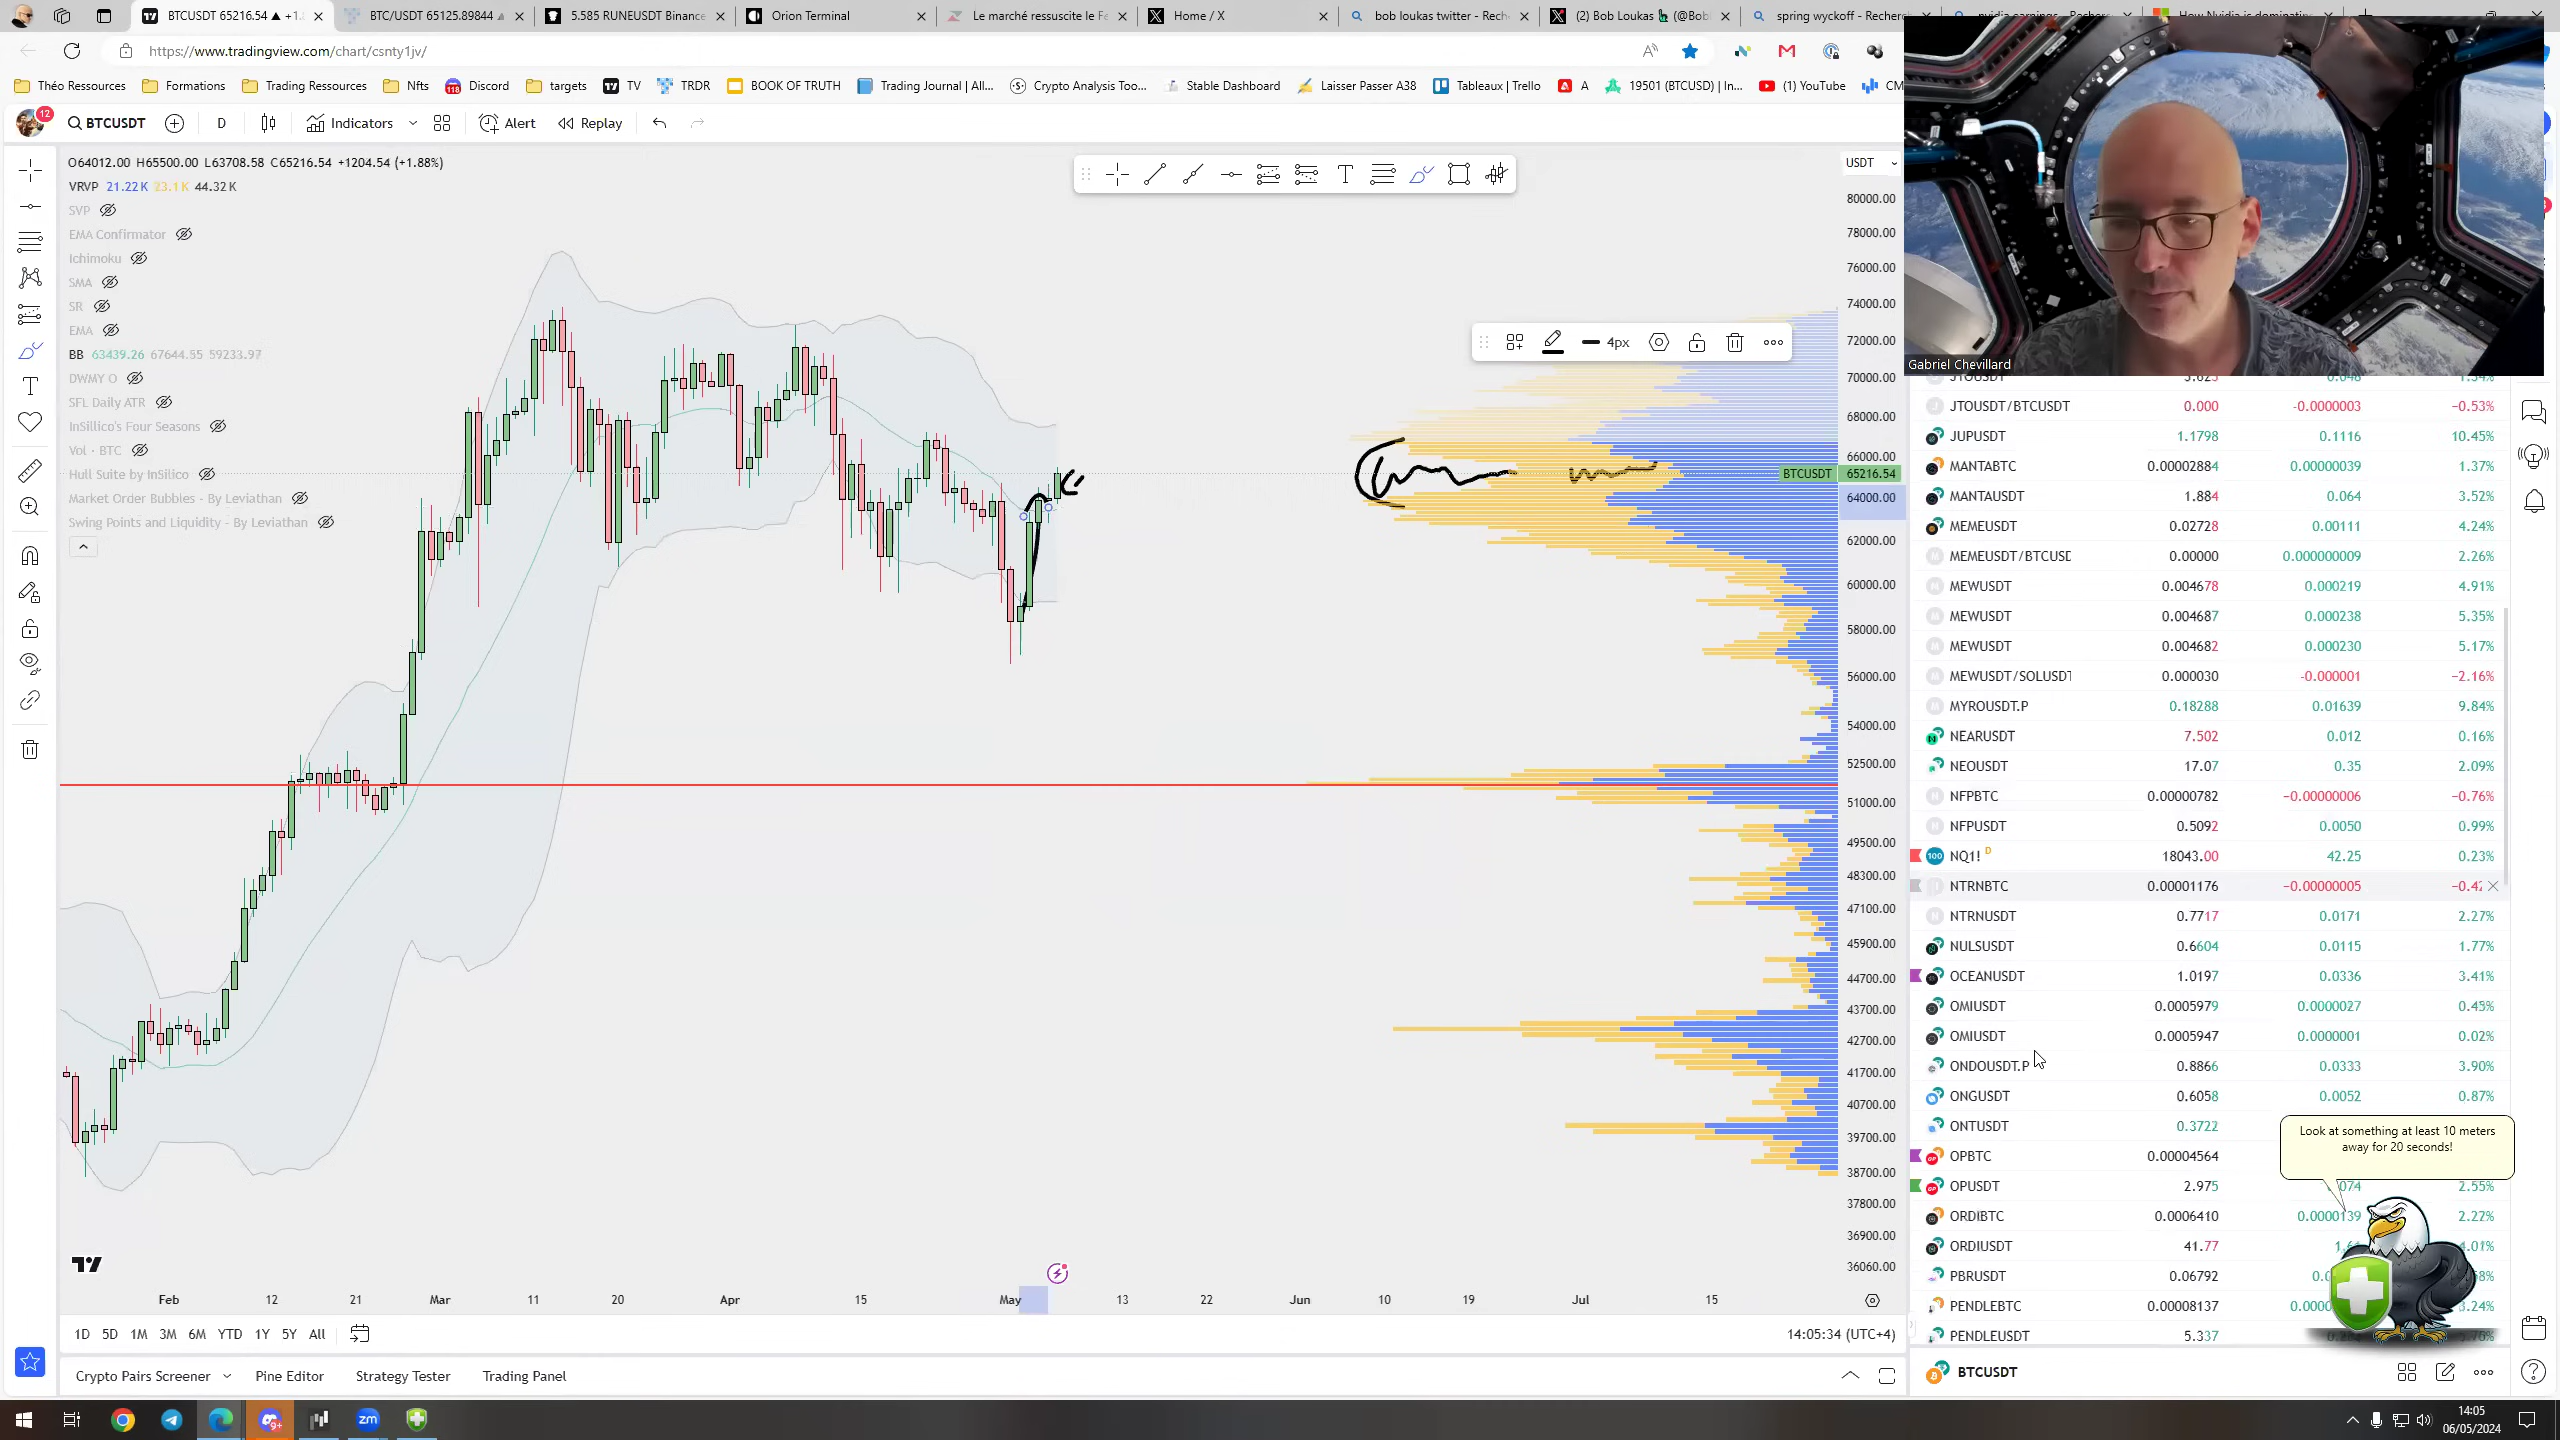 BTCUSDT 65216.54 ▲ +1.
BTC/USDT 65125.89844
5.585 RUNEUSDT Binance
Orion Terminal
Le marché ressuscite le Fe
Home / X
bob loukas twitter - Rech
(2) Bob Loukas (@Bob
spring wyckoff - Recherc
https://www.tradingview.com/chart/csnty1jv/
Théo Ressources
Formations
Trading Ressources
Nfts
Discord
targets
TV
TRDR
BOOK OF TRUTH
Trading Journal | All...
Crypto Analysis Too...
Stable Dashboard
Laisser Passer A38
Tableaux | Trello
A
19501 (BTCUSD) | In...
(1) YouTube
CM
12
BTCUSDT
D
Indicators
Alert
Replay
O64012.00 H65500.00 L63708.58 C65216.54 +1204.54 (+1.88%)
VRVP 21.22K 23.1K 44.32K
SVP
EMA Confirmator
Ichimoku
SMA
SR
EMA
BB 63439.26 67644.55 59233.97
DWMY O
SFL Daily ATR
InSillico's Four Seasons
Vol · BTC
Hull Suite by InSilico
Market Order Bubbles - By Leviathan
Swing Points and Liquidity - By Leviathan
4px
USDT
80000.00
78000.00
76000.00
74000.00
72000.00
70000.00
68000.00
66000.00
BTCUSDT 65216.54
64000.00
62000.00
60000.00
58000.00
56000.00
54000.00
52500.00
51000.00
49500.00
48300.00
47100.00
45900.00
44700.00
43700.00
42700.00
41700.00
40700.00
39700.00
38700.00
37800.00
36900.00
36060.00
Feb 12 21 Mar 11 20 Apr 15 May 13 22 Jun 10 19 Jul 15
1D 5D 1M 3M 6M YTD 1Y 5Y All
14:05:34 (UTC+4)
Crypto Pairs Screener
Pine Editor
Strategy Tester
Trading Panel
Gabriel Chevillard
JTOUSDT/BTCUSDT 0.000 -0.0000003 −0.53%
JUPUSDT 1.1798 0.1116 10.45%
MANTABTC 0.00002884 0.00000039 1.37%
MANTAUSDT 1.884 0.064 3.52%
MEMEUSDT 0.02728 0.00111 4.24%
MEMEUSDT/BTCUSD 0.00000 0.000000009 2.26%
MEWUSDT 0.004678 0.000219 4.91%
MEWUSDT 0.004687 0.000238 5.35%
MEWUSDT 0.004682 0.000230 5.17%
MEWUSDT/SOLUSDT 0.000030 -0.000001 −2.16%
MYROUSDT.P 0.18288 0.01639 9.84%
NEARUSDT 7.502 0.012 0.16%
NEOUSDT 17.07 0.35 2.09%
NFPBTC 0.00000782 −0.00000006 −0.76%
NFPUSDT 0.5092 0.0050 0.99%
NQ1! D 18043.00 42.25 0.23%
NTRNBTC 0.00001176 −0.00000005 −0.42
NTRNUSDT 0.7717 0.0171 2.27%
NULSUSDT 0.6604 0.0115 1.77%
OCEANUSDT 1.0197 0.0336 3.41%
OMIUSDT 0.0005979 0.0000027 0.45%
OMIUSDT 0.0005947 0.0000001 0.02%
ONDOUSDT.P 0.8866 0.0333 3.90%
ONGUSDT 0.6058 0.0052 0.87%
ONTUSDT 0.3722
OPBTC 0.00004564
OPUSDT 2.975 074 2.55%
ORDIBTC 0.0006410 0.0000139 2.22%
ORDIUSDT 41.77
PBRUSDT 0.06792
PENDLEBTC 0.00008137
PENDLEUSDT 5.337
Look at something at least 10 meters
away for 20 seconds!
BTCUSDT
14:05
06/05/2024